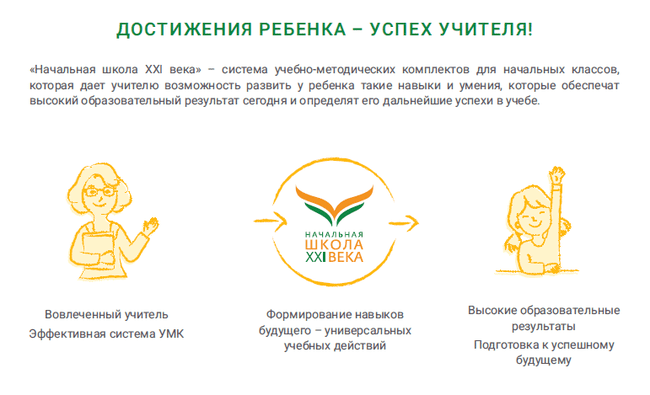 ДОСТИЖЕНИЯ РЕБЕНКА – УСПЕХ УЧИТЕЛЯ!
«Начальная школа XXI века» – система учебно-методических комплектов для начальных классов,
которая дает учителю возможность развить у ребенка такие навыки и умения, которые обеспечат
высокий образовательный результат сегодня и определят его дальнейшие успехи в учебе.
НАЧАЛЬНАЯ
ШКОЛА
XXI ВЕКА
Вовлеченный учитель
Эффективная система УМК
Формирование навыков
будущего – универсальных
учебных действий
Высокие образовательные
результаты
Подготовка к успешному
будущему